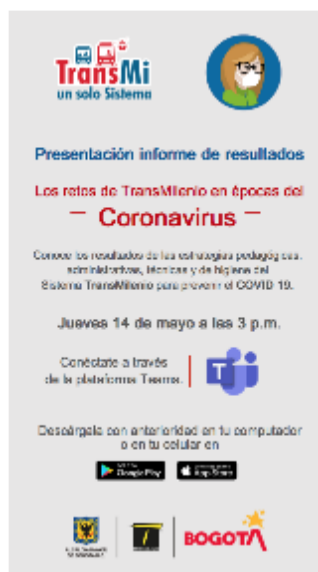 TransMi
un solo Sistema
Presentación informe de resultados
Los retos de TransMilenio en épocas del
Coronavirus
Conoce los resultados de las estrategias pedagógicas,
administrativas, técnicas y de higiene del
Sistema TransMilenio para prevenir el COVID 19.
Jueves 14 de mayo a las 3 p.m.
Conéctate a través
de la plataforma Teams.
Descárgala con anterioridad en tu computador
o en tu celular en
Google Play
App Store
BOGOTÁ